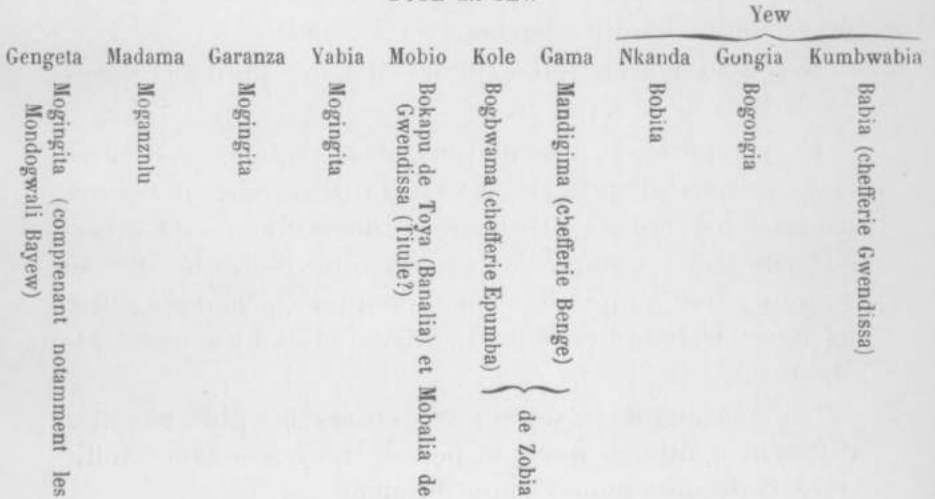 Yew
Gengeta Madama Garanza Yabia Mobio Kole Gama Nkanda Gongia Kumbwabia
Mogingita (comprenant notamment les
Mondogwali Bayew)
Moganznlu
Mogingita
Mogingita
Bokapu de Toya (Banalia) et Mobalia de
Gwendissa (Titule?)
Bogbwama (chefferie Epumba)
Mandigima (chefferie Benge)
de Zobia
Bobita
Bogongia
Babia (chefferie Gwendissa)